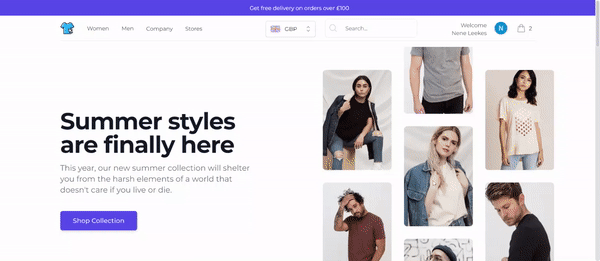 Get free delivery on orders over £100
Women Men Company Stores GBP Search... Welcome N 2
Nene Leekes
Summer styles
are finally here
This year, our new summer collection will shelter
you from the harsh elements of a world that
doesn't care if you live or die.
Shop Collection